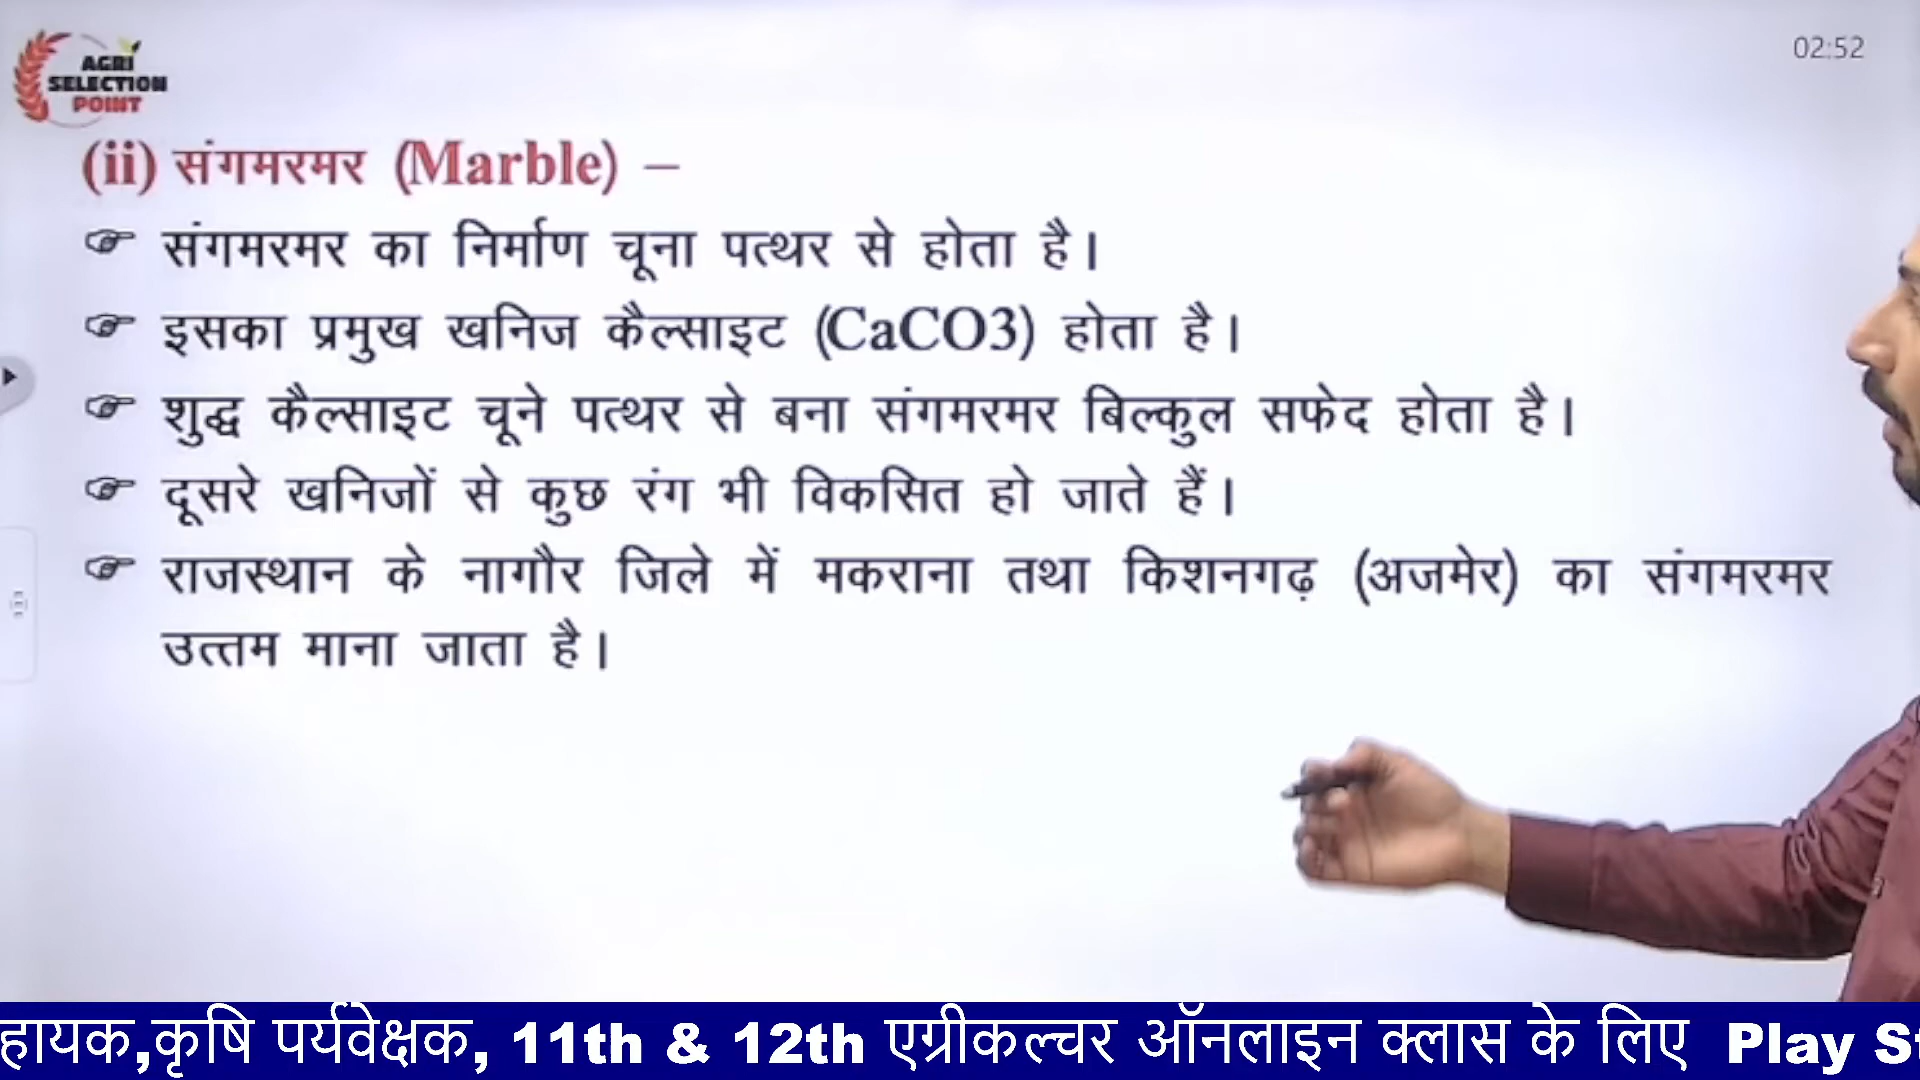 AGRI
SELECTION
POINT
02:52
(ii) संगमरमर (Marble) –
☞ संगमरमर का निर्माण चूना पत्थर से होता है।
☞ इसका प्रमुख खनिज कैल्साइट (CaCO3) होता है।
☞ शुद्ध कैल्साइट चूने पत्थर से बना संगमरमर बिल्कुल सफेद होता है।
☞ दूसरे खनिजों से कुछ रंग भी विकसित हो जाते हैं।
☞ राजस्थान के नागौर जिले में मकराना तथा किशनगढ़ (अजमेर) का संगमरमर
उत्तम माना जाता है।
हायक,कृषि पर्यवेक्षक, 11th & 12th एग्रीकल्चर ऑनलाइन क्लास के लिए Play St